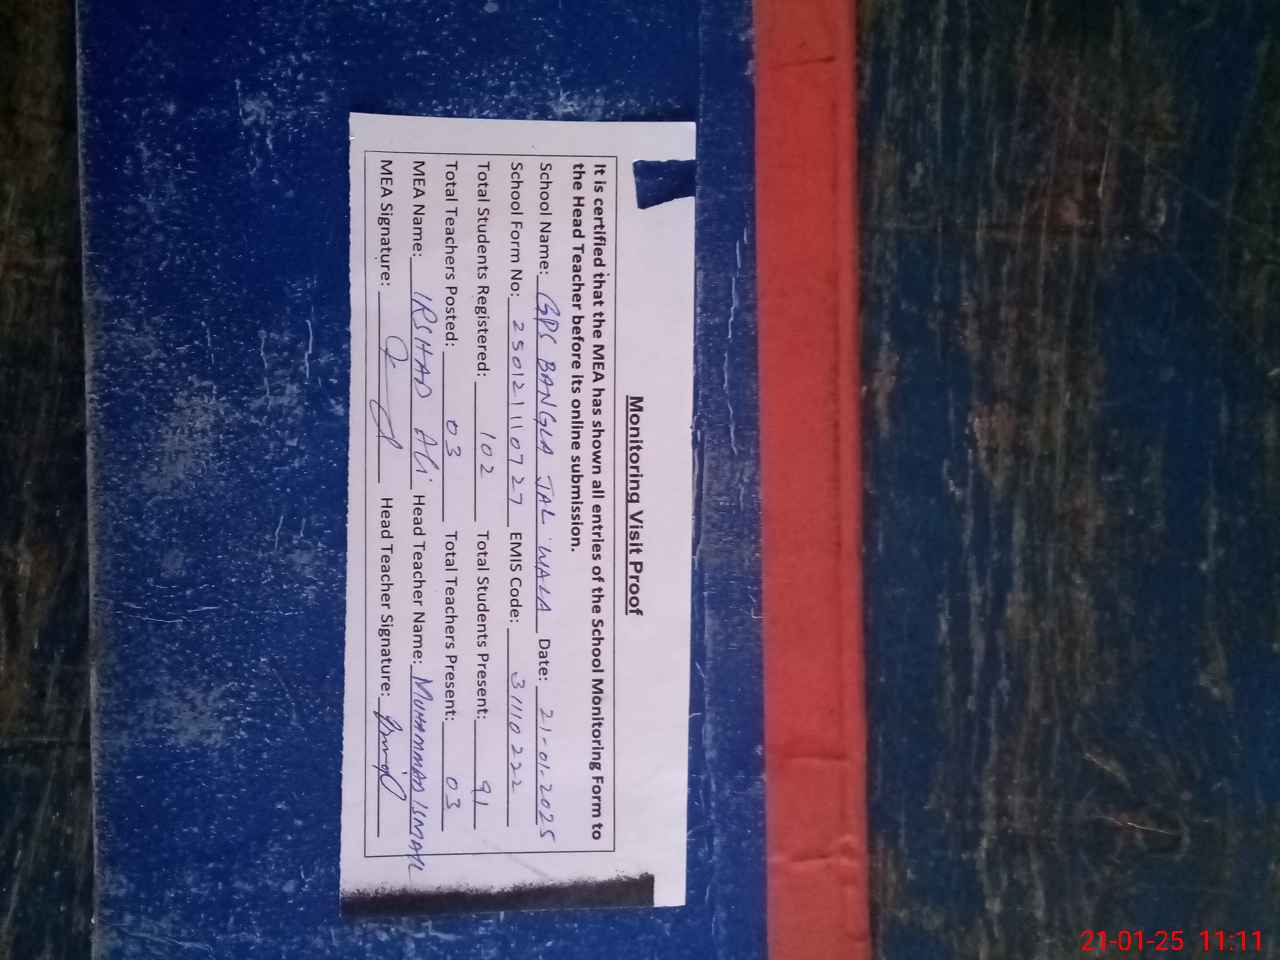 Monitoring Visit Proof
It is certified that the MEA has shown all entries of the School Monitoring Form to
the Head Teacher before its online submission.
School Name: GPS BANGLA JAL WALA Date: 21-01-2025
School Form No: 250121110727 EMIS Code: 31110222
Total Students Registered: 102 Total Students Present: 91
Total Teachers Posted: 03 Total Teachers Present: 03
MEA Name: IRSHAD Ali Head Teacher Name: MUHAMMAD ISMAIL
MEA Signature: Head Teacher Signature:
21-01-25 11:11